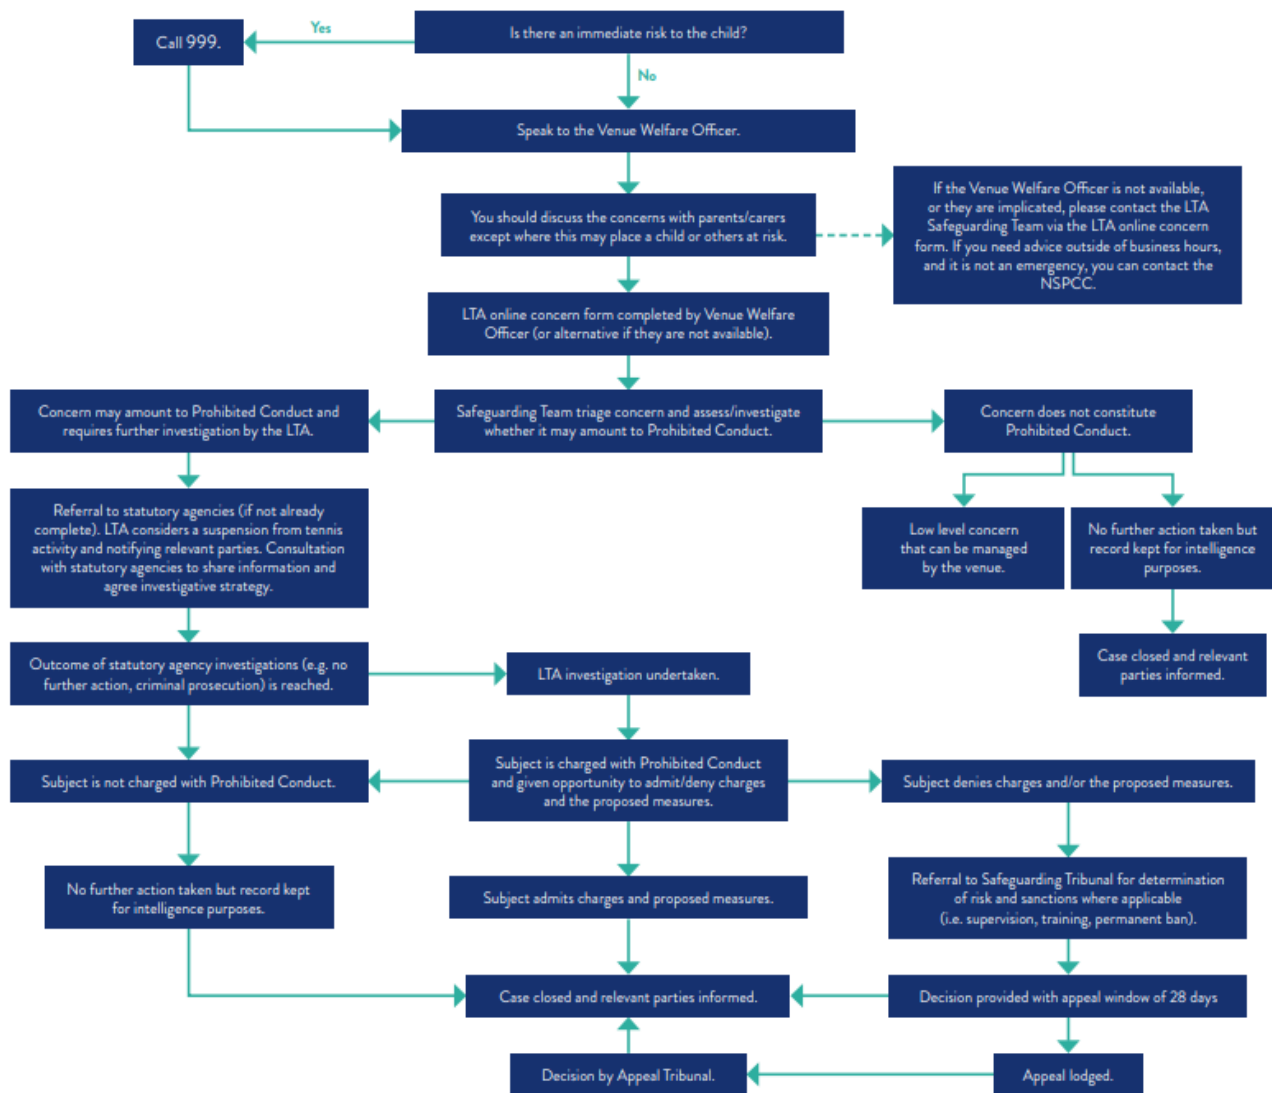 Yes
Call 999.
Is there an immediate risk to the child?
No
Speak to the Venue Welfare Officer.
You should discuss the concerns with parents/carers
except where this may place a child or others at risk.
If the Venue Welfare Officer is not available,
or they are implicated, please contact the LTA
Safeguarding Team via the LTA online concern
form. If you need advice outside of business hours,
and it is not an emergency, you can contact the
NSPCC.
LTA online concern form completed by Venue Welfare
Officer (or alternative if they are not available).
Concern may amount to Prohibited Conduct and
requires further investigation by the LTA.
Safeguarding Team triage concern and assess/investigate
whether it may amount to Prohibited Conduct.
Concern does not constitute
Prohibited Conduct.
Referral to statutory agencies (if not already
complete). LTA considers a suspension from tennis
activity and notifying relevant parties. Consultation
with statutory agencies to share information and
agree investigative strategy.
Low level concern
that can be managed
by the venue.
No further action taken but
record kept for intelligence
purposes.
Outcome of statutory agency investigations (e.g. no
further action, criminal prosecution) is reached.
LTA investigation undertaken.
Case closed and relevant
parties informed.
Subject is not charged with Prohibited Conduct.
Subject is charged with Prohibited Conduct
and given opportunity to admit/deny charges
and the proposed measures.
Subject denies charges and/or the proposed measures.
No further action taken but record kept
for intelligence purposes.
Subject admits charges and proposed measures.
Referral to Safeguarding Tribunal for determination
of risk and sanctions where applicable
(i.e. supervision, training, permanent ban).
Case closed and relevant parties informed.
Decision provided with appeal window of 28 days
Decision by Appeal Tribunal.
Appeal lodged.